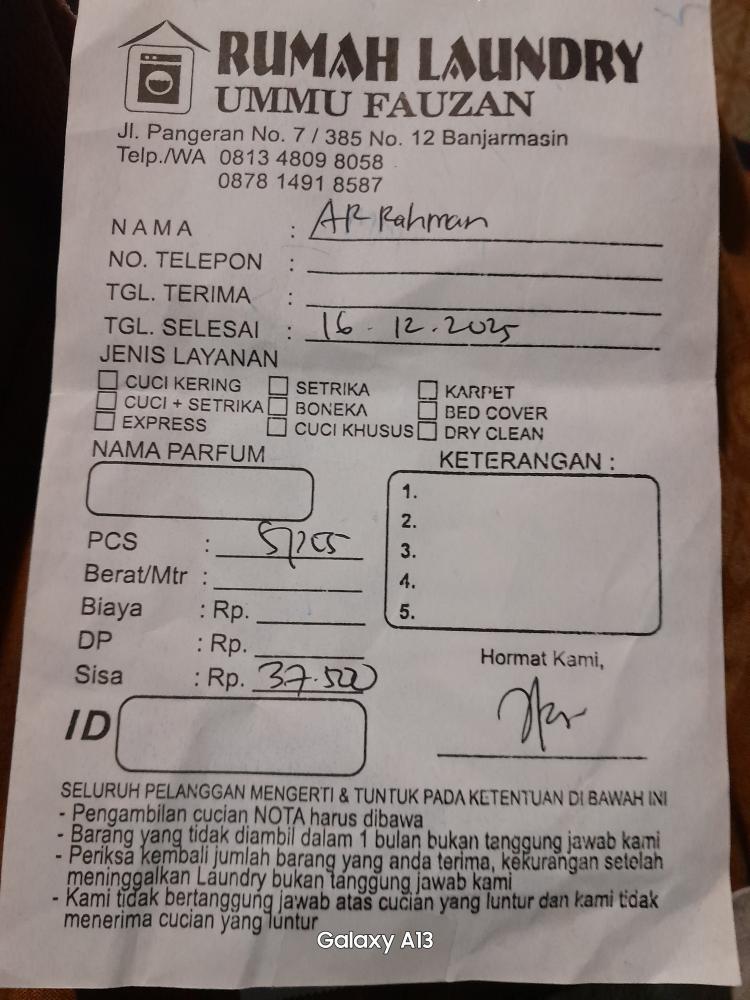 RUMAH LAUNDRY
UMMU FAUZAN
Jl. Pangeran No. 7 / 385 No. 12 Banjarmasin
Telp./WA 0813 4809 8058
0878 1491 8587
NAMA : AR Rahman
NO. TELEPON :
TGL. TERIMA :
TGL. SELESAI : 16 - 12.2025
JENIS LAYANAN
CUCI KERING SETRIKA KARPET
CUCI + SETRIKA BONEKA BED COVER
EXPRESS CUCI KHUSUS DRY CLEAN
NAMA PARFUM
KETERANGAN :
1.
2.
3.
4.
5.
PCS : 5/pcs
Berat/Mtr :
Biaya : Rp.
DP : Rp.
Sisa : Rp. 37.500
Hormat Kami,
ID
SELURUH PELANGGAN MENGERTI & TUNTUK PADA KETENTUAN DI BAWAH INI
- Pengambilan cucian NOTA harus dibawa
- Barang yang tidak diambil dalam 1 bulan bukan tanggung jawab kami
- Periksa kembali jumlah barang yang anda terima, kekurangan setelah
meninggalkan Laundry bukan tanggung jawab kami
- Kami tidak bertanggung jawab atas cucian yang luntur dan kami tidak
menerima cucian yang luntur
Galaxy A13